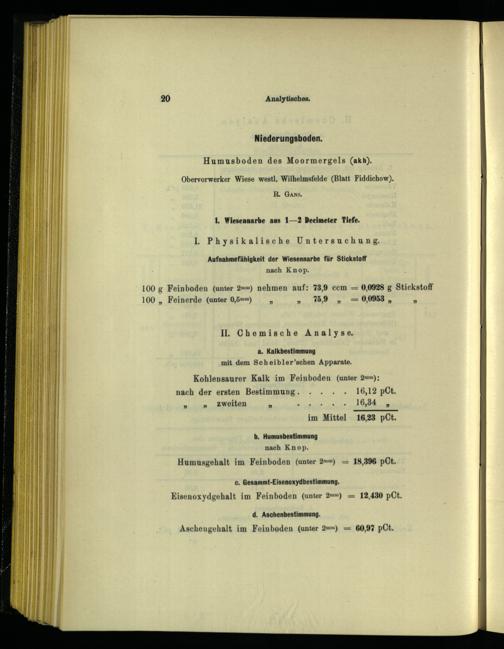 20
Analytisches.
Niederungsboden.
Humusboden des Moormergels (akh).
Obervorwerker Wiese westl. Wilhelmsfelde (Blatt Fiddichow).
R. Gans.
I. Wiesennarbe aus 1—2 Decimeter Tiefe.
I. Physikalische Untersuchung.
Aufnahmefähigkeit der Wiesennarbe für Stickstoff
nach Knop.
100 g Feinboden (unter 2mm) nehmen auf: 73,9 ccm = 0,0928 g Stickstoff
100 „ Feinerde (unter 0,5mm) „ „ 75,9 „ = 0,0953 „ „
II. Chemische Analyse.
a. Kalkbestimmung
mit dem Scheibler'schen Apparate.
Kohlensaurer Kalk im Feinboden (unter 2mm):
nach der ersten Bestimmung . . . . . 16,12 pCt.
„ „ zweiten „ . . . . . 16,34 „
im Mittel 16,23 pCt.
b. Humusbestimmung
nach Knop.
Humusgehalt im Feinboden (unter 2mm) = 18,396 pCt.
c. Gesammt-Eisenoxydbestimmung.
Eisenoxydgehalt im Feinboden (unter 2mm) = 12,430 pCt.
d. Aschenbestimmung.
Aschengehalt im Feinboden (unter 2mm) = 60,97 pCt.